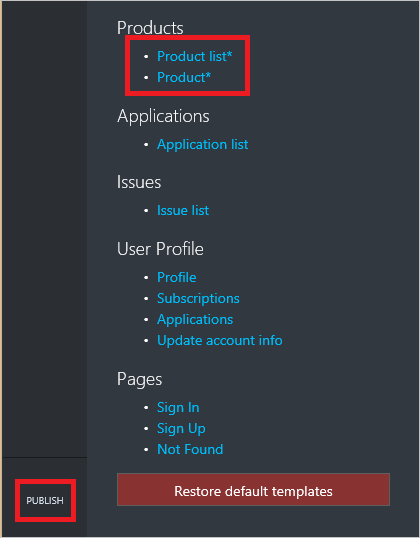 Products
• Product list*
• Product*
Applications
• Application list
Issues
• Issue list
User Profile
• Profile
• Subscriptions
• Applications
• Update account info
Pages
• Sign In
• Sign Up
• Not Found
PUBLISH
Restore default templates